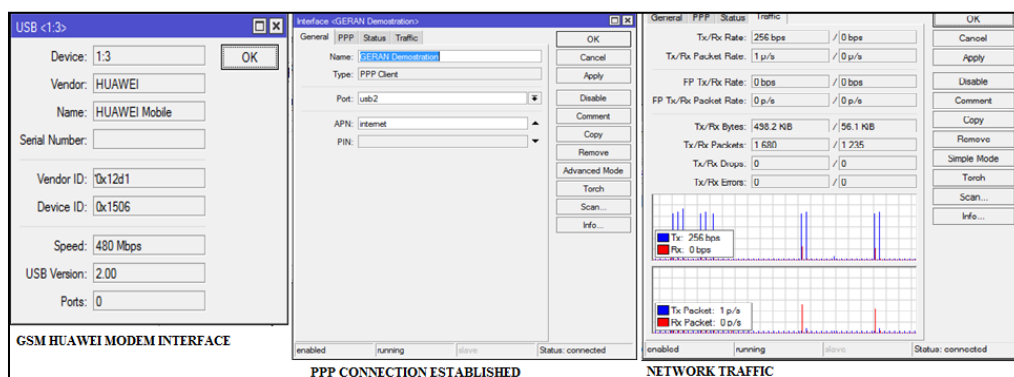 USB <1:3>
Device: 1:3
OK
Vendor: HUAWEI
Name: HUAWEI Mobile
Serial Number:
Vendor ID: 0x12d1
Device ID: 0x1506
Speed: 480 Mbps
USB Version: 2.00
Ports: 0
GSM HUAWEI MODEM INTERFACE
Interface <GERAN Demostration>
General PPP Status Traffic
Name: GERAN Demostration
Type: PPP Client
Port: usb2
APN: internet
PIN:
OK
Cancel
Apply
Disable
Comment
Copy
Remove
Advanced Mode
Torch
Scan...
Info...
enabled running slave Status: connected
PPP CONNECTION ESTABLISHED
General PPP Status Traffic
Tx/Rx Rate: 256 bps / 0 bps
Tx/Rx Packet Rate: 1 p/s / 0 p/s
FP Tx/Rx Rate: 0 bps / 0 bps
FP Tx/Rx Packet Rate: 0 p/s / 0 p/s
Tx/Rx Bytes: 498.2 KiB / 56.1 KiB
Tx/Rx Packets: 1 680 / 1 235
Tx/Rx Drops: 0 / 0
Tx/Rx Errors: 0 / 0
Tx: 256 bps
Rx: 0 bps
Tx Packet: 1 p/s
Rx Packet: 0 p/s
OK
Cancel
Apply
Disable
Comment
Copy
Remove
Simple Mode
Torch
Scan...
Info...
enabled running slave Status: connected
NETWORK TRAFFIC